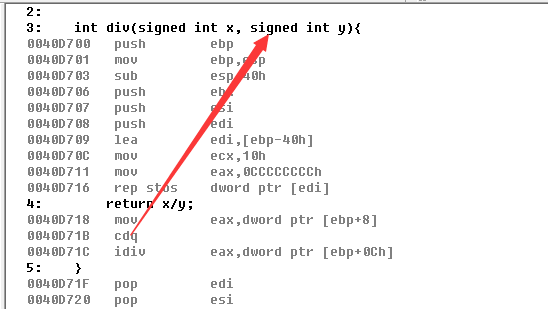 2:
3: int div(signed int x, signed int y){
0040D700 push ebp
0040D701 mov ebp,esp
0040D703 sub esp,40h
0040D706 push ebx
0040D707 push esi
0040D708 push edi
0040D709 lea edi,[ebp-40h]
0040D70C mov ecx,10h
0040D711 mov eax,0CCCCCCCCh
0040D716 rep stos dword ptr [edi]
4: return x/y;
0040D718 mov eax,dword ptr [ebp+8]
0040D71B cdq
0040D71C idiv eax,dword ptr [ebp+0Ch]
5: }
0040D71F pop edi
0040D720 pop esi